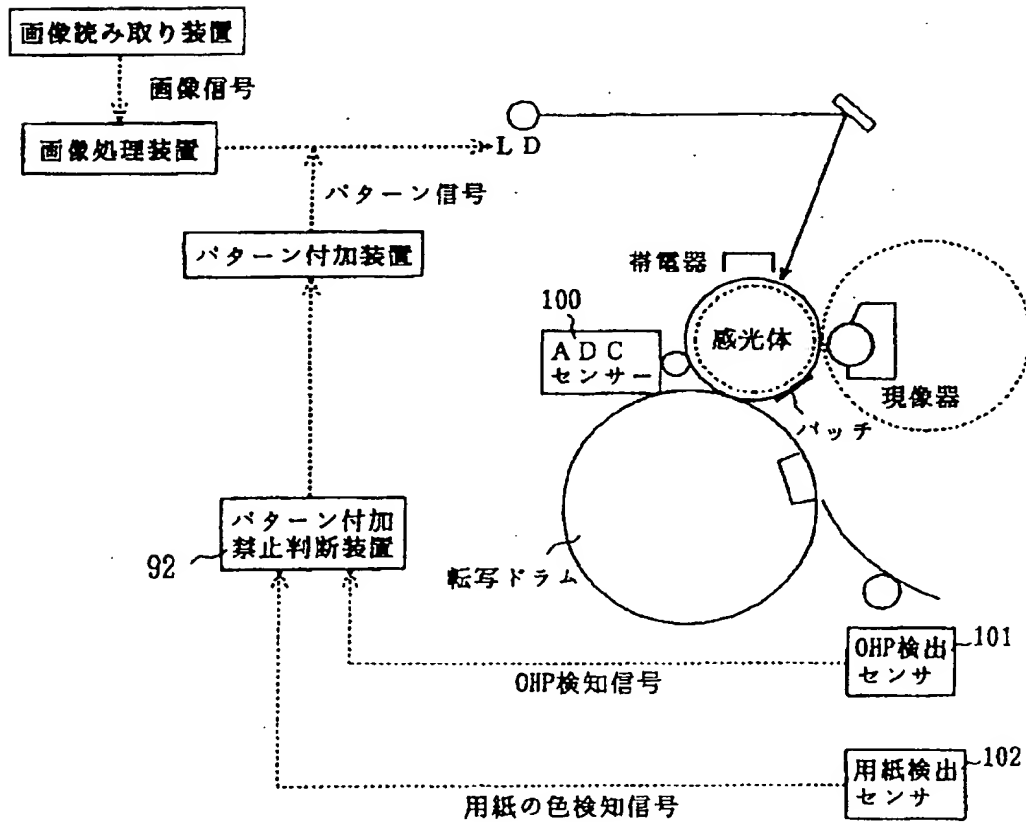 画像読み取り装置
画像信号
画像処理装置
LD
パターン信号
パターン付加装置
帯電器
100
ADC
センサー
感光体
現像器
パッチ
パターン付加
禁止判断装置
92
転写ドラム
OHP検出
センサ
101
OHP検知信号
用紙検出
センサ
102
用紙の色検知信号